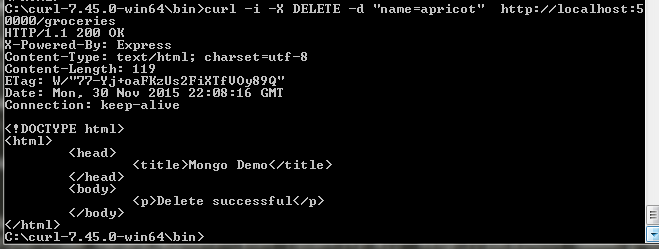 C:\curl-7.45.0-win64\bin>curl -i -X DELETE -d "name=apricot"  http://localhost:5
0000/groceries
HTTP/1.1 200 OK
X-Powered-By: Express
Content-Type: text/html; charset=utf-8
Content-Length: 119
ETag: W/"77-Yj+oaFKzUs2FiXTfVOy89Q"
Date: Mon, 30 Nov 2015 22:08:16 GMT
Connection: keep-alive
<!DOCTYPE html>
<html>
        <head>
                <title>Mongo Demo</title>
        </head>
        <body>
                <p>Delete successful</p>
        </body>
</html>
C:\curl-7.45.0-win64\bin>